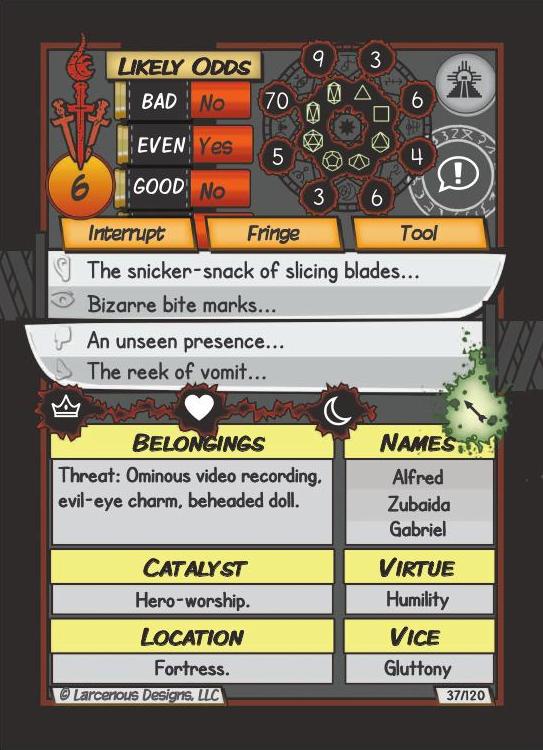 LIKELY ODDS
BAD No
EVEN Yes
GOOD No
6
9
3
70
6
5
4
3
6
Interrupt
Fringe
Tool
The snicker-snack of slicing blades...
Bizarre bite marks...
An unseen presence...
The reek of vomit...
BELONGINGS
Threat: Ominous video recording,
evil-eye charm, beheaded doll.
NAMES
Alfred
Zubaida
Gabriel
CATALYST
Hero-worship.
VIRTUE
Humility
LOCATION
Fortress.
VICE
Gluttony
© Larcenous Designs, LLC
37/120